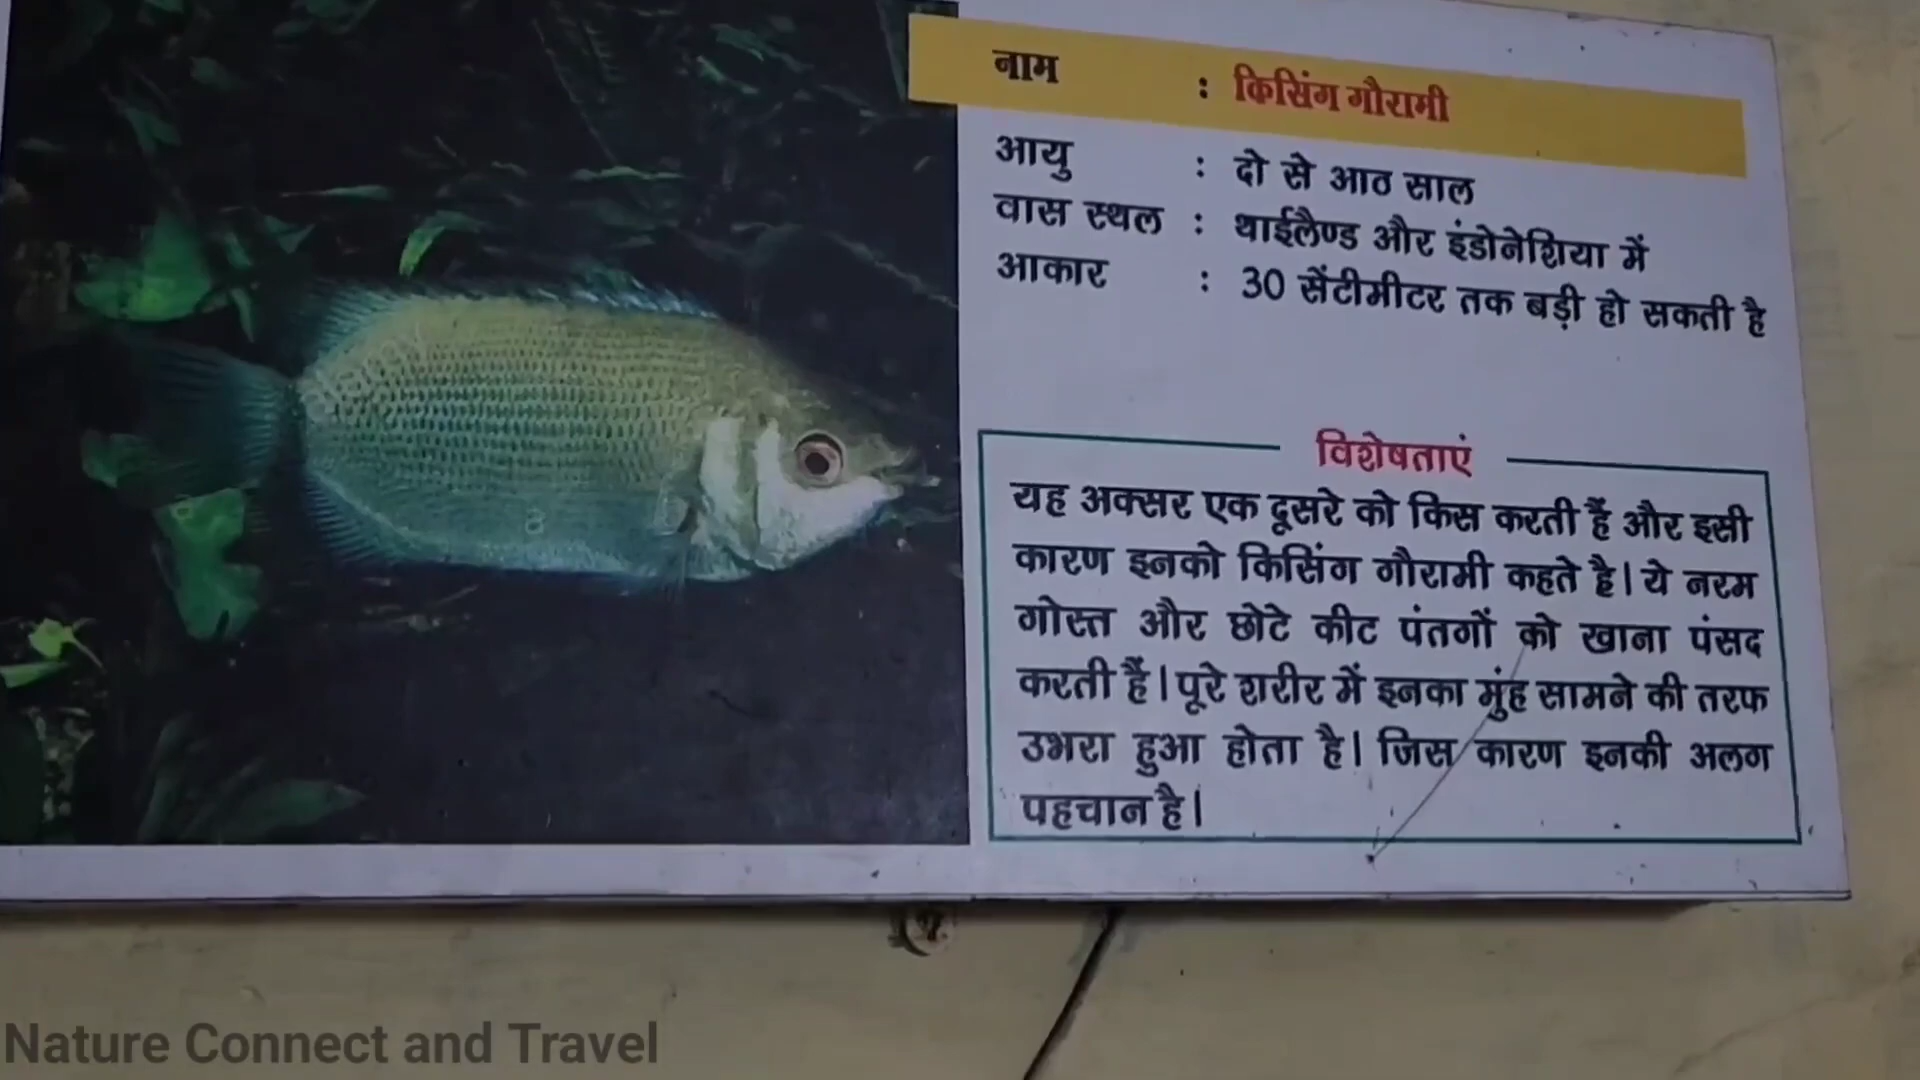 नाम : किसिंग गौरामी
आयु : दो से आठ साल
वास स्थल : थाईलैण्ड और इंडोनेशिया में
आकार : 30 सेंटीमीटर तक बड़ी हो सकती है
विशेषताएं
यह अक्सर एक दूसरे को किस करती हैं और इसी
कारण इनको किसिंग गौरामी कहते है। ये नरम
गोस्त और छोटे कीट पंतगों को खाना पंसद
करती हैं। पूरे शरीर में इनका मुंह सामने की तरफ
उभरा हुआ होता है। जिस कारण इनकी अलग
पहचान है।
Nature Connect and Travel